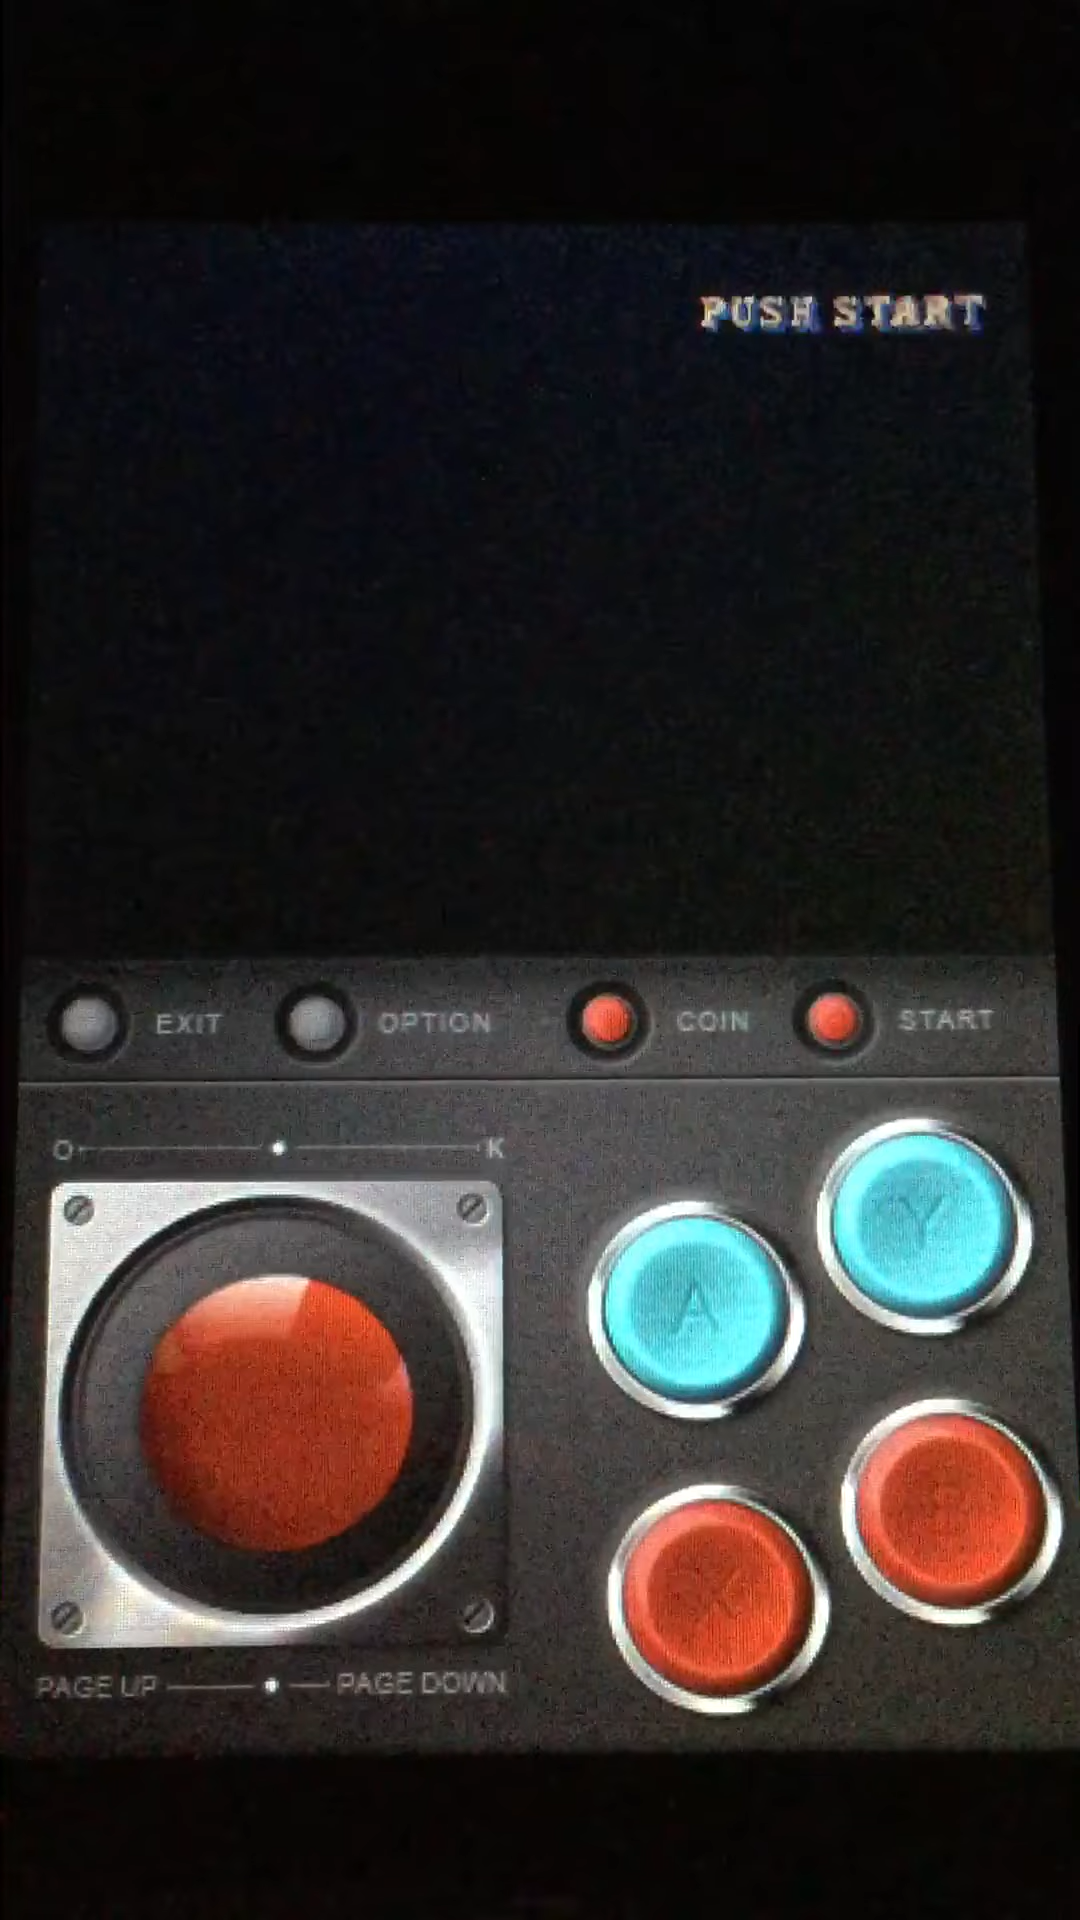 PUSH START
EXIT OPTION COIN START
O K
Y
A
X
PAGE UP PAGE DOWN